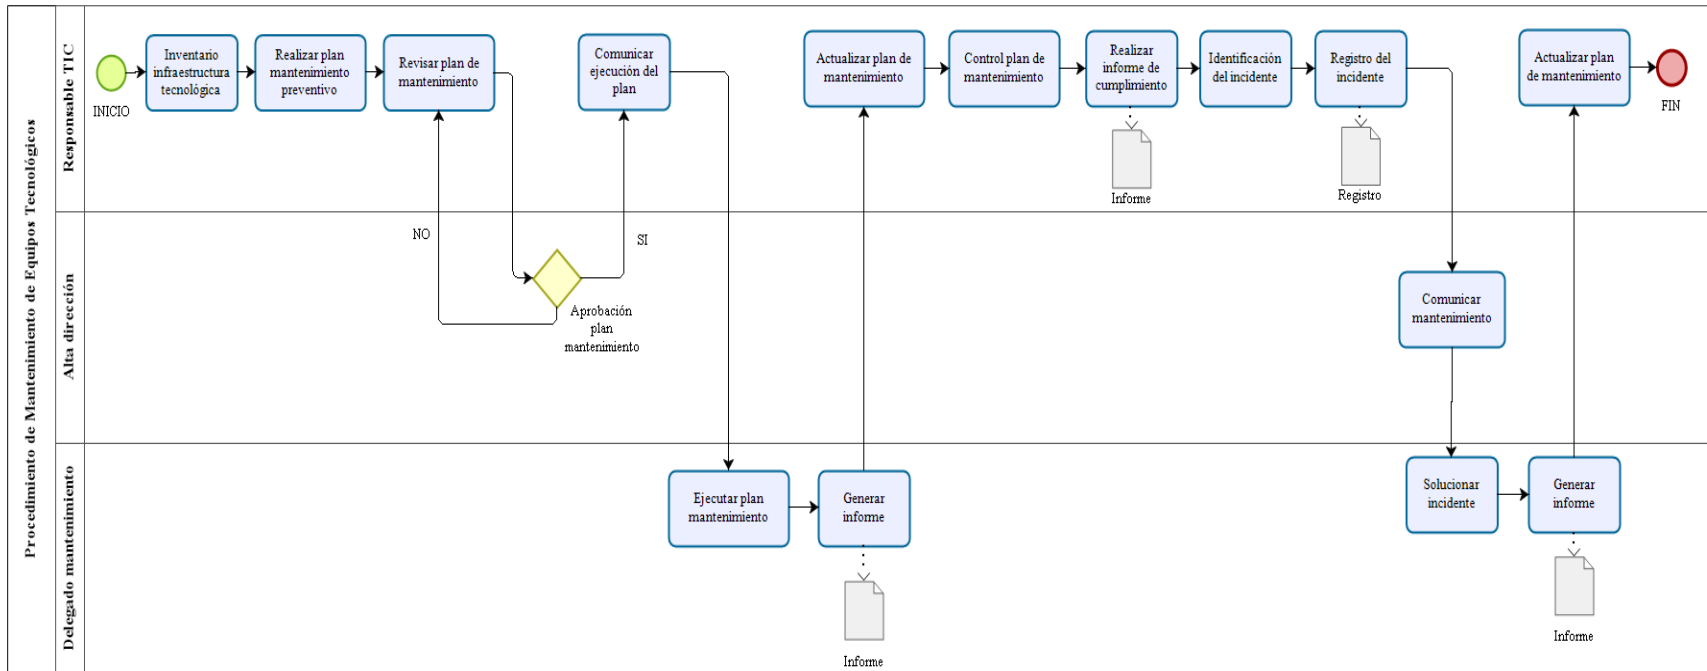 Procedimiento de Mantenimiento de Equipos Tecnológicos
Responsable TIC
INICIO
Inventario
infraestructura
tecnológica
Realizar plan
mantenimiento
preventivo
Revisar plan de
mantenimiento
Comunicar
ejecución del
plan
Actualizar plan de
mantenimiento
Control plan de
mantenimiento
Realizar
informe de
cumplimiento
Informe
Identificación
del incidente
Registro del
incidente
Registro
Actualizar plan
de mantenimiento
FIN
Alta dirección
NO
SI
Aprobación
plan
mantenimiento
Comunicar
mantenimiento
Delegado mantenimiento
Ejecutar plan
mantenimiento
Generar
informe
Informe
Solucionar
incidente
Generar
informe
Informe